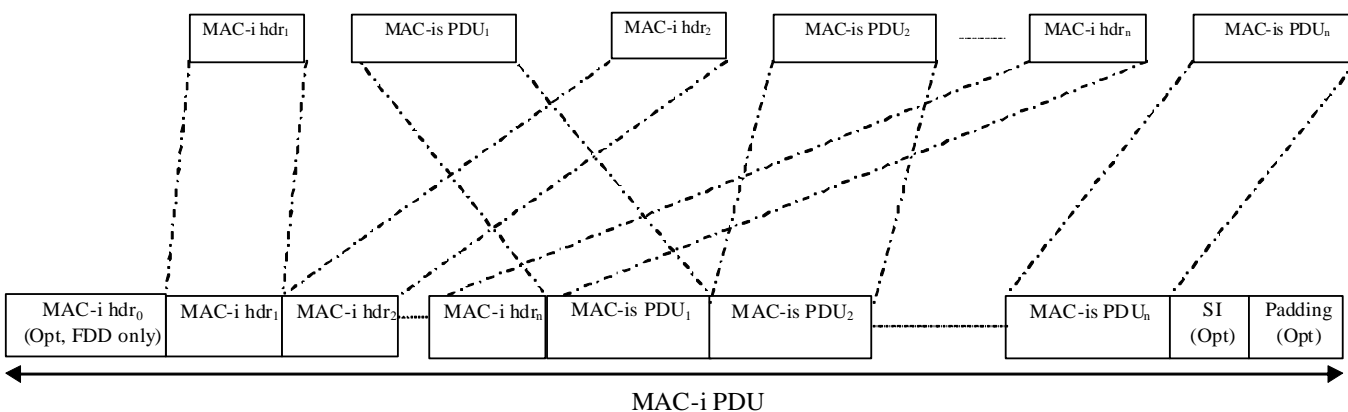 MAC-i hdr₁ MAC-is PDU₁ MAC-i hdr₂ MAC-is PDU₂ MAC-i hdrₙ MAC-is PDUₙ
MAC-i hdr₀ MAC-i hdr₁ MAC-i hdr₂ MAC-i hdrₙ MAC-is PDU₁ MAC-is PDU₂ MAC-is PDUₙ SI Padding
(Opt, FDD only) (Opt) (Opt)
MAC-i PDU